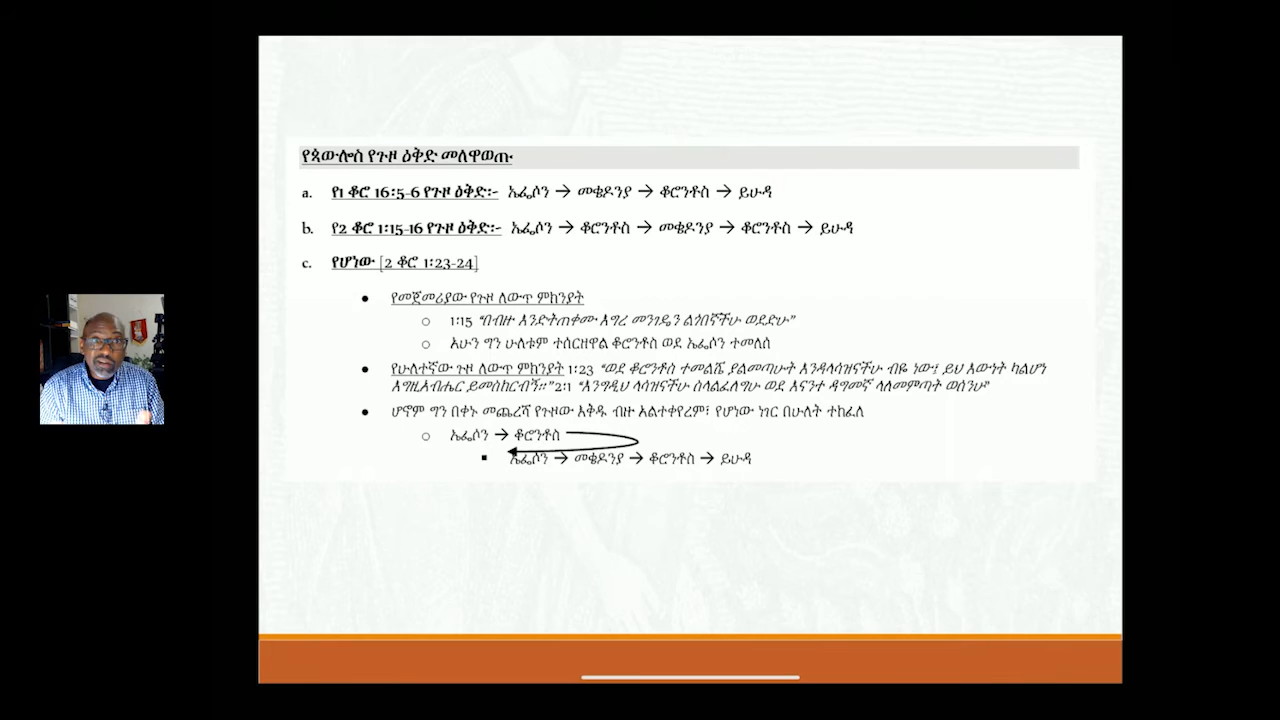 የጳውሎስ የጉዞ ዕቅድ መለዋወጡ
a. የ1 ቆሮ 16፡5-6 የጉዞ ዕቅድ፡- ኤፌሶን → መቄዶንያ → ቆሮንቶስ → ይሁዳ
b. የ2 ቆሮ 1፡15-16 የጉዞ ዕቅድ፡- ኤፌሶን → ቆሮንቶስ → መቄዶንያ → ቆሮንቶስ → ይሁዳ
c. የሆነው [2 ቆሮ 1፡23-24]
● የመጀመሪያው የጉዞ ለውጥ ምክንያት
○ 1፡15 “በብዙ እንድትጠቀሙ እግረ መንገዴን ልጎበኛችሁ ወደድሁ”
○ አሁን ግን ሁለቱም ተሰርዘዋል ቆሮንቶስ ወደ ኤፌሶን ተመለሰ
● የሁለተኛው ጉዞ ለውጥ ምክንያት 1፡23 “ወደ ቆሮንቶስ ተመልሼ ያልመጣሁት እንዳላሳዝናችሁ ብዬ ነው፤ ይህ እውነት ካልሆነ
እግዚአብሔር ይመስክርብኝ።” 2፡1 “እንግዲህ ላሳዝናችሁ ስላልፈለግሁ ወደ እናንተ ዳግመኛ ላለመምጣት ወሰንሁ”
● ሆኖም ግን በቀኑ መጨረሻ የጉዞው እቅዱ ብዙ አልተቀየረም፣ የሆነው ነገር በሁለት ተከፈለ
○ ኤፌሶን → ቆሮንቶስ
▪ ኤፌሶን → መቄዶንያ → ቆሮንቶስ → ይሁዳ